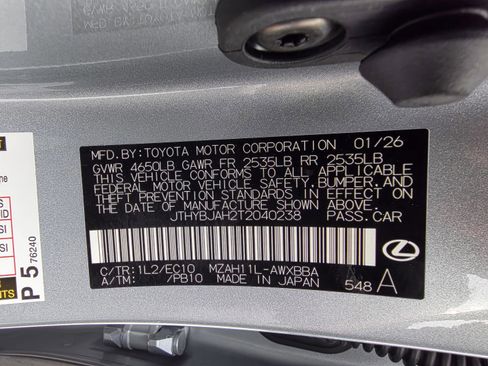 MFD.BY:TOYOTA MOTOR CORPORATION 01/26
GVWR 4650LB GAWR FR 2535LB RR 2535LB
THIS VEHICLE CONFORMS TO ALL APPLICABLE
FEDERAL MOTOR VEHICLE SAFETY, BUMPER, AND
THEFT PREVENTION STANDARDS IN EFFECT ON
THE DATE OF MANUFACTURE SHOWN ABOVE.
JTHYBJAH2T2040238 PASS.CAR
C/TR:1L2/EC10 MZAH11L-AWXBBA
A/TM: /PB10 MADE IN JAPAN 548 A
P 5 76240